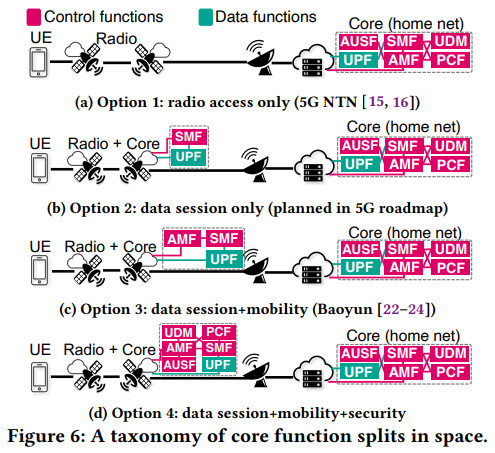 Control functions Data functions
UE Radio Core (home net)
AUSF SMF UDM
UPF AMF PCF
(a) Option 1: radio access only (5G NTN [15, 16])
UE Radio + Core SMF Core (home net)
UPF AUSF SMF UDM
UPF AMF PCF
(b) Option 2: data session only (planned in 5G roadmap)
UE Radio + Core AMF SMF Core (home net)
UPF AUSF SMF UDM
UPF AMF PCF
(c) Option 3: data session+mobility (Baoyun [22–24])
UE Radio + Core UDM PCF Core (home net)
AMF SMF AUSF SMF UDM
AUSF UPF UPF AMF PCF
(d) Option 4: data session+mobility+security
Figure 6: A taxonomy of core function splits in space.